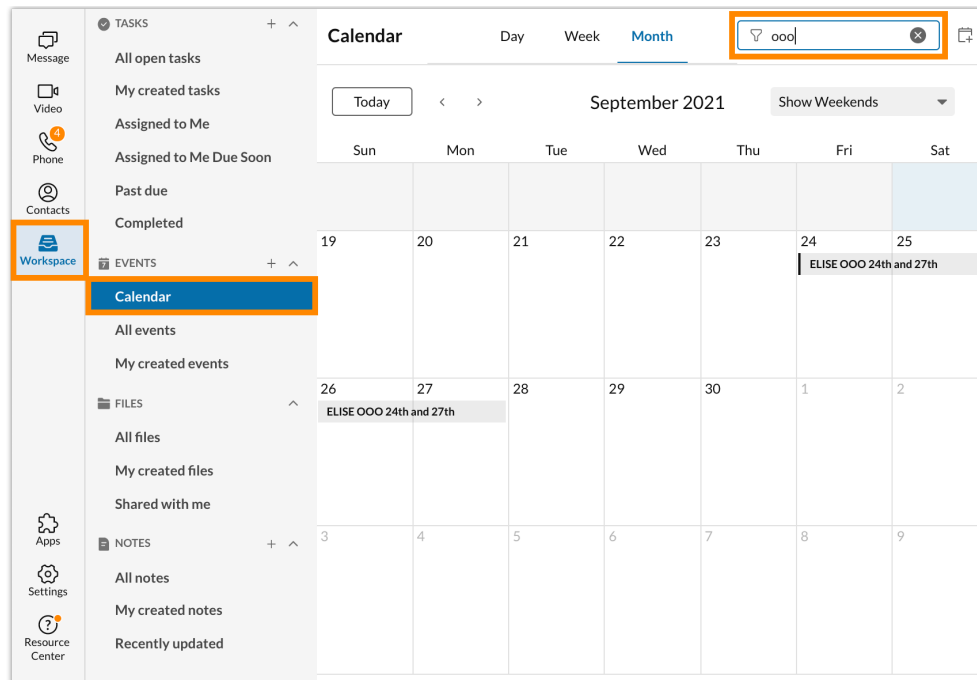 Message
Video
4
Phone
Contacts
Workspace
Apps
Settings
Resource
Center
TASKS
All open tasks
My created tasks
Assigned to Me
Assigned to Me Due Soon
Past due
Completed
7 EVENTS
Calendar
All events
My created events
FILES
All files
My created files
Shared with me
NOTES
All notes
My created notes
Recently updated
Calendar Day Week Month ooo
Today < > September 2021 Show Weekends
Sun Mon Tue Wed Thu Fri Sat
19 20 21 22 23 24 25
ELISE OOO 24th and 27th
26 27 28 29 30 1 2
ELISE OOO 24th and 27th
3 4 5 6 7 8 9